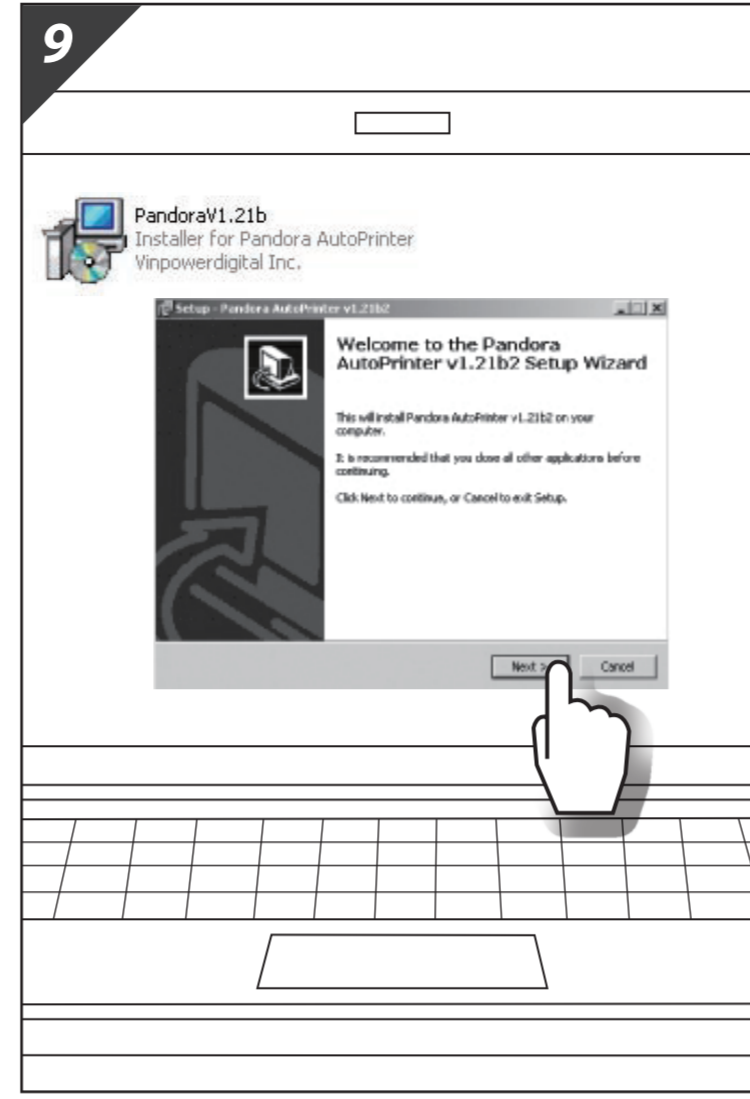 9
PandoraV1.21b
Installer for Pandora AutoPrinter
Vinpowerdigital Inc.
Setup - Pandora AutoPrinter v1.21b2
Welcome to the Pandora
AutoPrinter v1.21b2 Setup Wizard
This will install Pandora AutoPrinter v1.21b2 on your
computer.
It is recommended that you close all other applications before
continuing.
Click Next to continue, or Cancel to exit Setup.
Next >
Cancel